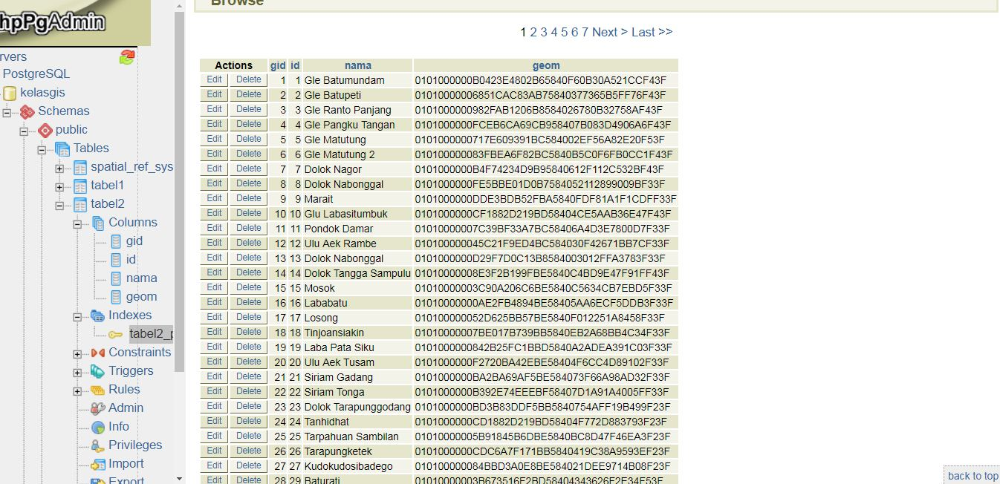 Browse
hpPgAdmin
1 2 3 4 5 6 7 Next > Last >>
rvers
PostgreSQL
kelasgis
Schemas
public
Tables
spatial_ref_sys
tabel1
tabel2
Columns
gid
id
nama
geom
Indexes
tabel2_p
Constraints
Triggers
Rules
Admin
Info
Privileges
Import
Export
Actions gid id nama geom
Edit Delete 1 1 Gle Batumundam 0101000000B0423E4802B65840F60B30A521CCF43F
Edit Delete 2 2 Gle Batupeti 01010000006851CAC83AB75840377365B5FF76F43F
Edit Delete 3 3 Gle Ranto Panjang 0101000000982FAB1206B8584026780B32758AF43F
Edit Delete 4 4 Gle Pangku Tangan 0101000000FCEB6CA69CB958407B083D4906A6F43F
Edit Delete 5 5 Gle Matutung 0101000000717E609391BC584002EF56A82E20F53F
Edit Delete 6 6 Gle Matutung 2 010100000083FBEA6F82BC5840B5C0F6FB0CC1F43F
Edit Delete 7 7 Dolok Nagor 0101000000B4F74234D9B95840612F112C532BF43F
Edit Delete 8 8 Dolok Nabonggal 0101000000FE5BBE01D0B7584052112899009BF33F
Edit Delete 9 9 Marait 0101000000DDE3BDB52FBA5840FDF81A1F1CDFF33F
Edit Delete 10 10 Glu Labasitumbuk 0101000000CF1882D219BD58404CE5AAB36E47F43F
Edit Delete 11 11 Pondok Damar 01010000007C39BF33A7BC58406A4D3E7800D7F33F
Edit Delete 12 12 Ulu Aek Rambe 010100000045C21F9ED4BC584030F42671BB7CF33F
Edit Delete 13 13 Dolok Nabonggal 0101000000D29F7D0C13B8584003012FFA3783F33F
Edit Delete 14 14 Dolok Tangga Sampulu 01010000008E3F2B199FBE5840C4BD9E47F91FF43F
Edit Delete 15 15 Mosok 01010000003C90A206C6BE5840C5634CB7EBD5F33F
Edit Delete 16 16 Lababatu 0101000000AE2FB4894BE58405AA6ECF5DDB3F33F
Edit Delete 17 17 Losong 0101000000052D625BB57BE5840F012251A8458F33F
Edit Delete 18 18 Tinjoansiakin 01010000007BE017B739BB5840EB2A68BB4C34F33F
Edit Delete 19 19 Laba Pata Siku 0101000000842B25FC1BBD5840A2ADEA391C03F33F
Edit Delete 20 20 Ulu Aek Tusam 0101000000F2720BA42EBE58404F6CC4D89102F33F
Edit Delete 21 21 Siriam Gadang 0101000000BA2BA69AF5BE584073F66A98AD32F33F
Edit Delete 22 22 Siriam Tonga 0101000000B392E74EEEBF58407D1A91A4005FF33F
Edit Delete 23 23 Dolok Tarapunggodang 0101000000BD3B83DDF5BB5840754AFF19B499F23F
Edit Delete 24 24 Tanhidhat 0101000000CD1882D219BD58404F772D883793F23F
Edit Delete 25 25 Tarpahuan Sambilan 01010000005B91845B6DBE5840BC8D47F46EA3F23F
Edit Delete 26 26 Tarapungketek 0101000000CDC6A7F171BB5840419C38A9593EF23F
Edit Delete 27 27 Kudokudosibadego 010100000084BBD3A0E8BE584021DEE9714B08F23F
Edit Delete 28 29 Baturati 01010000003B673516F2BD58404343626F2F34F53F
back to top